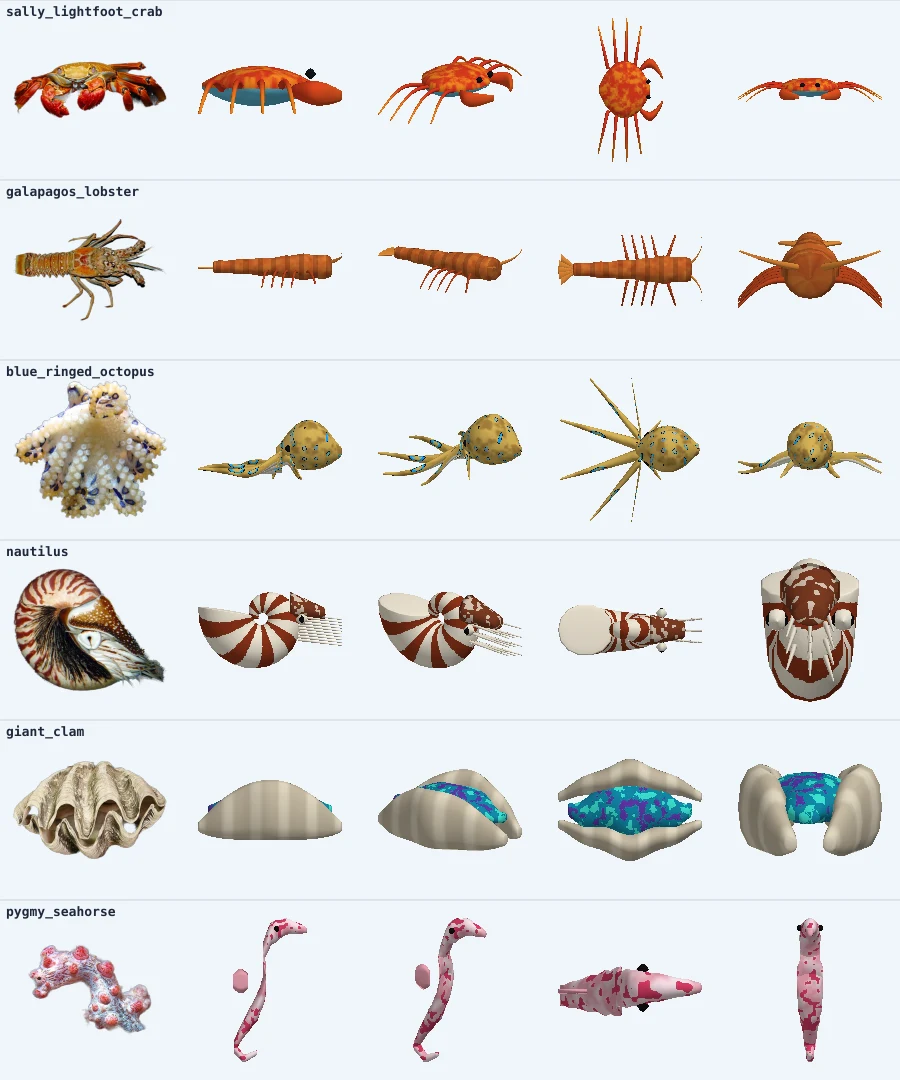 sally_lightfoot_crab
galapagos_lobster
blue_ringed_octopus
nautilus
giant_clam
pygmy_seahorse